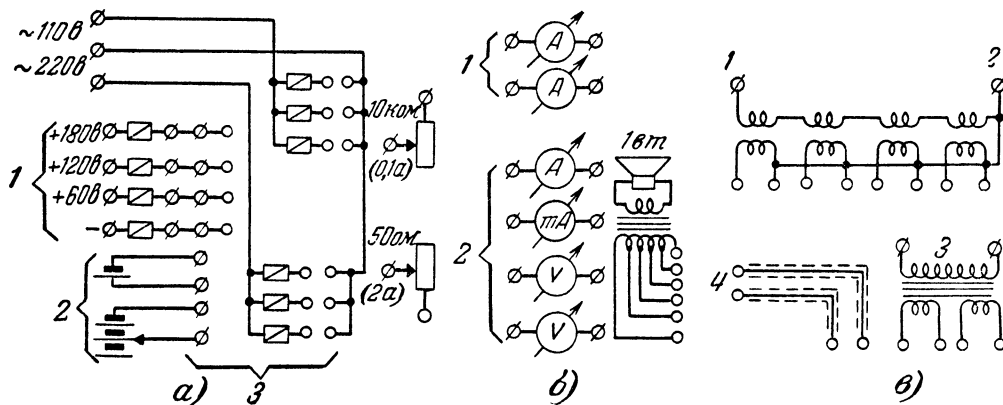 ~110в
~220в
10ком
(0,1а)
+180в
+120в
+60в
-
1
50ом
(2а)
2
3
а)
1
A
A
1вт
A
mA
V
V
2
б)
1
2
3
4
в)